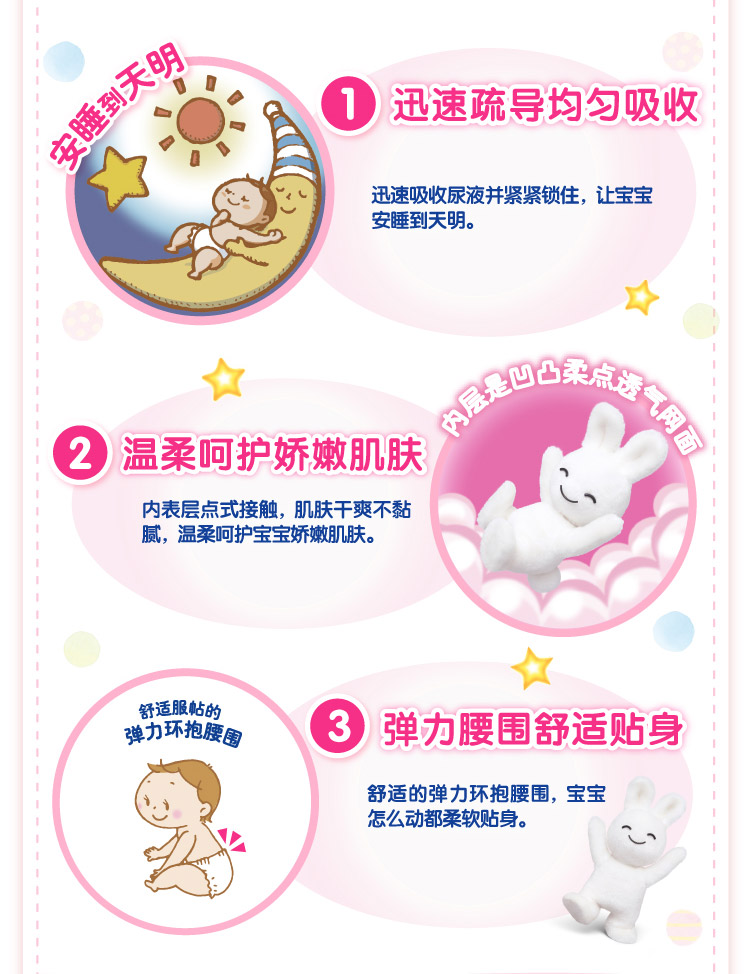 安睡到天明
1 迅速疏导均匀吸收
迅速吸收尿液并紧紧锁住，让宝宝
安睡到天明。
内层是凹凸柔点透气网面
2 温柔呵护娇嫩肌肤
内表层点式接触，肌肤干爽不黏
腻，温柔呵护宝宝娇嫩肌肤。
舒适服帖的
弹力环抱腰围
3 弹力腰围舒适贴身
舒适的弹力环抱腰围，宝宝
怎么动都柔软贴身。